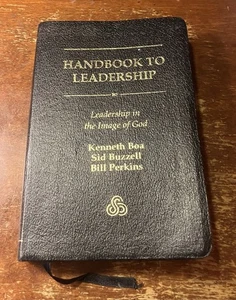 HANDBOOK TO
LEADERSHIP
Leadership in
the Image of God
Kenneth Boa
Sid Buzzell
Bill Perkins